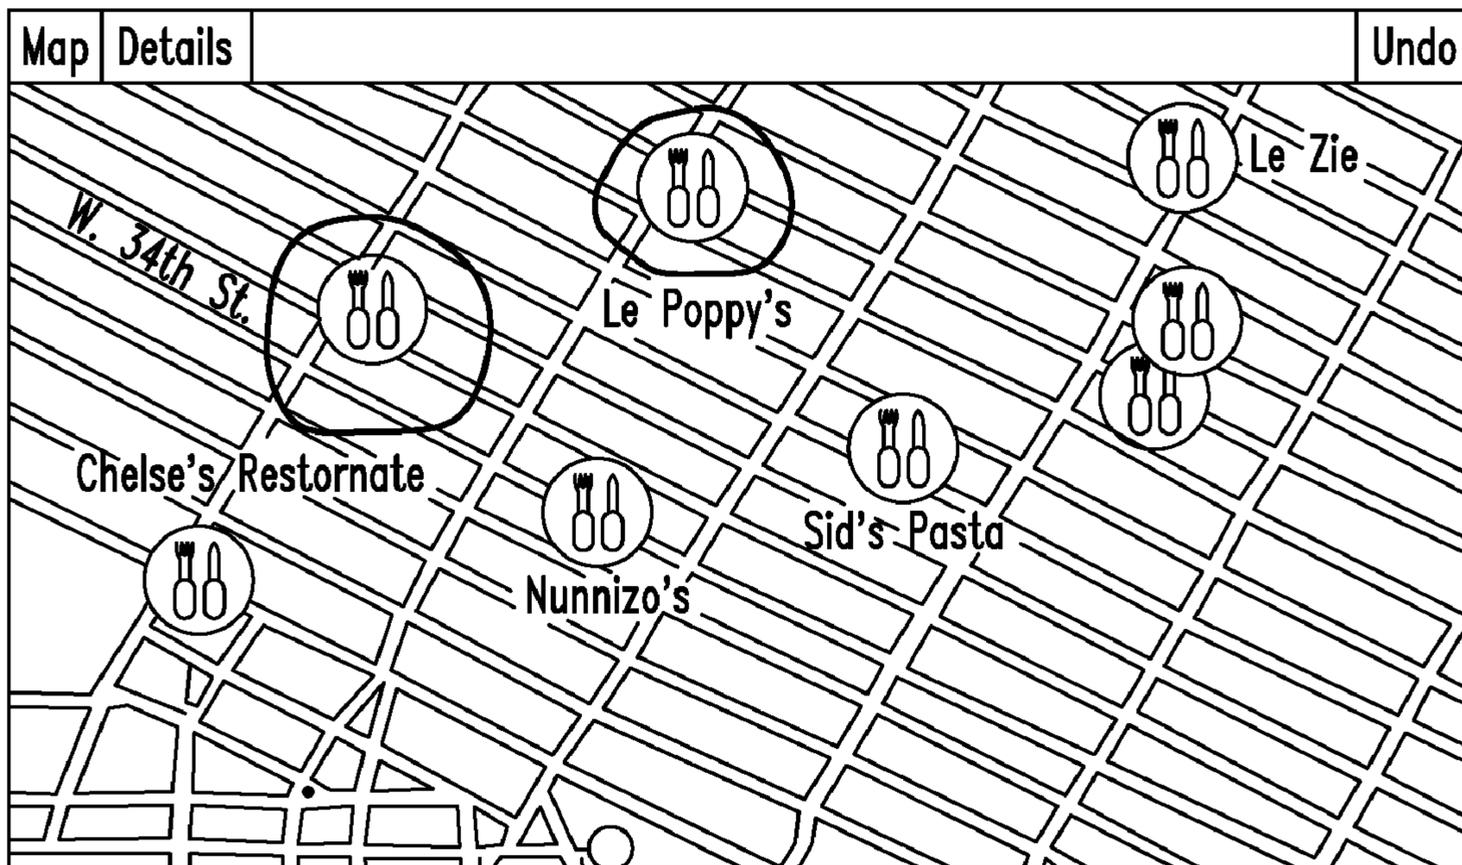 Map Details Undo
Le Zie
W. 34th St.
Le Poppy's
Chelse's Restornate
Sid's Pasta
Nunnizo's